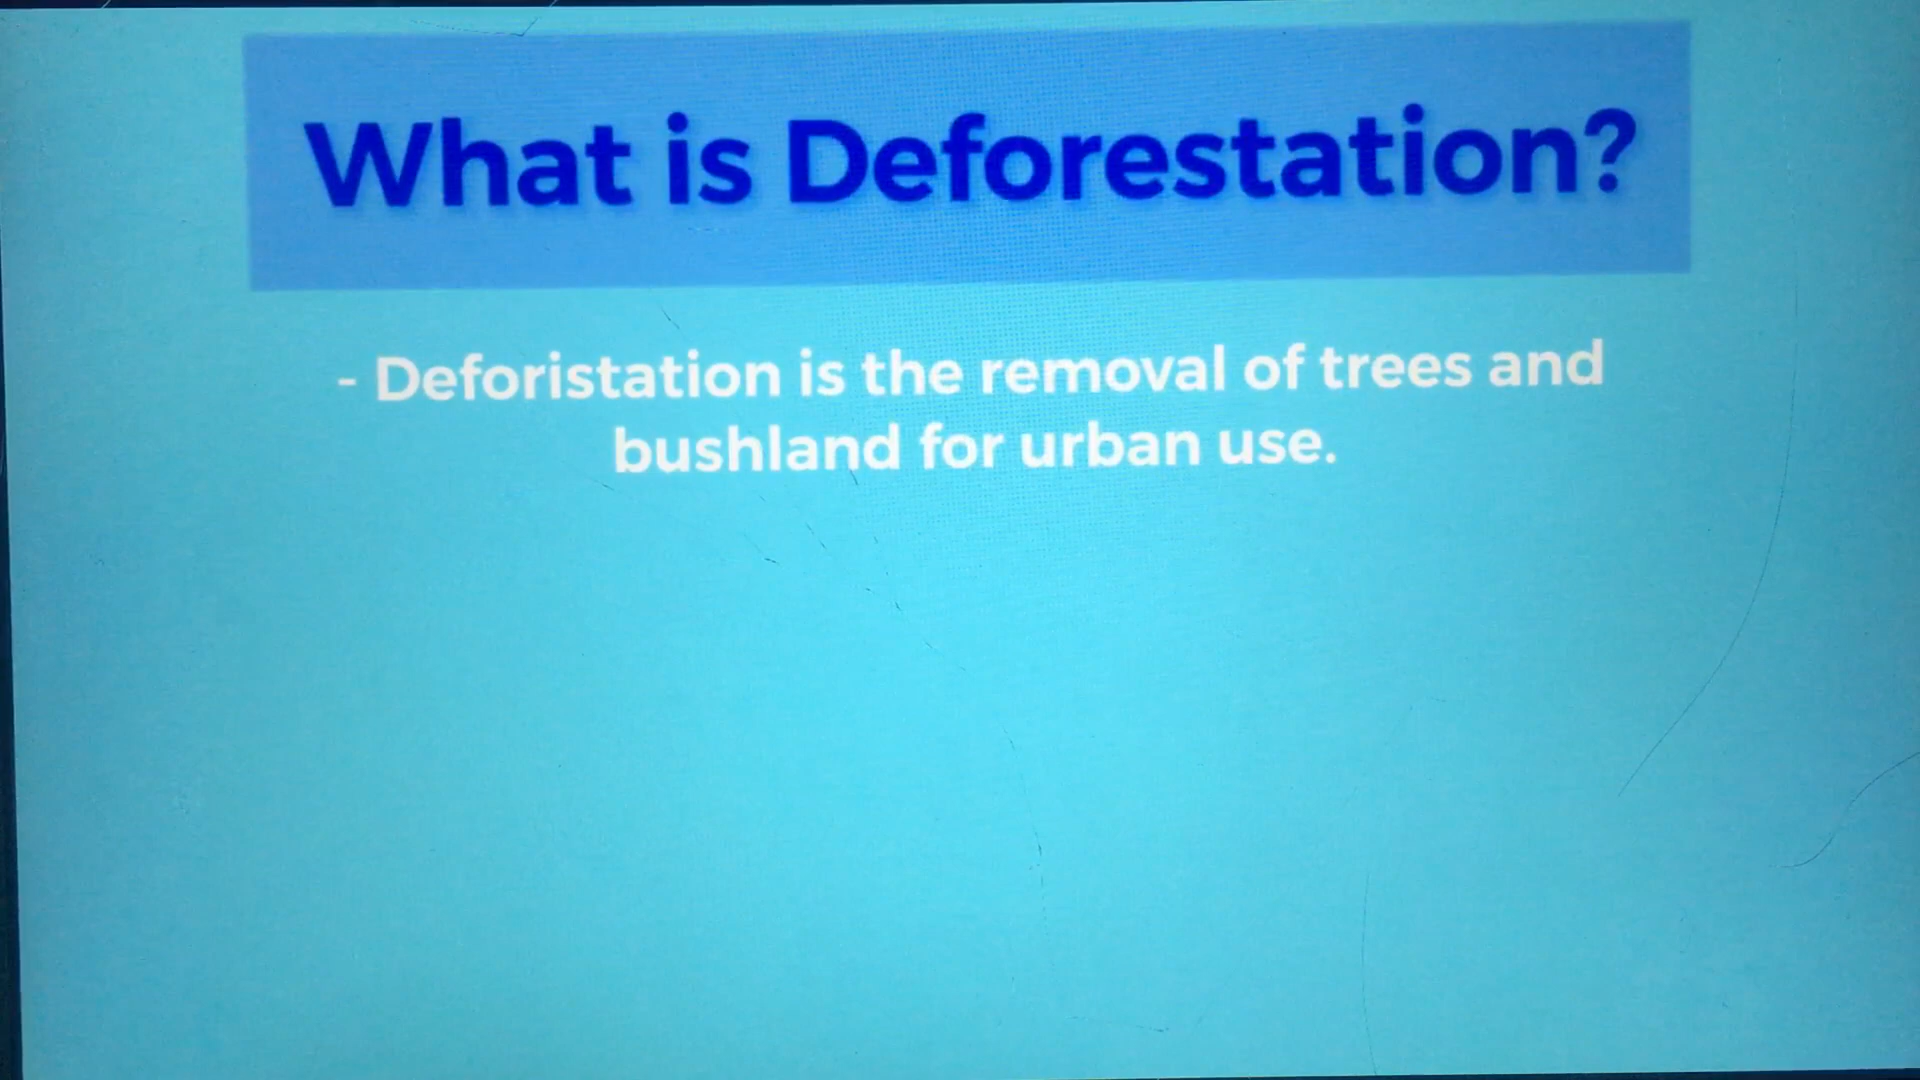 What is Deforestation?
- Deforistation is the removal of trees and
bushland for urban use.